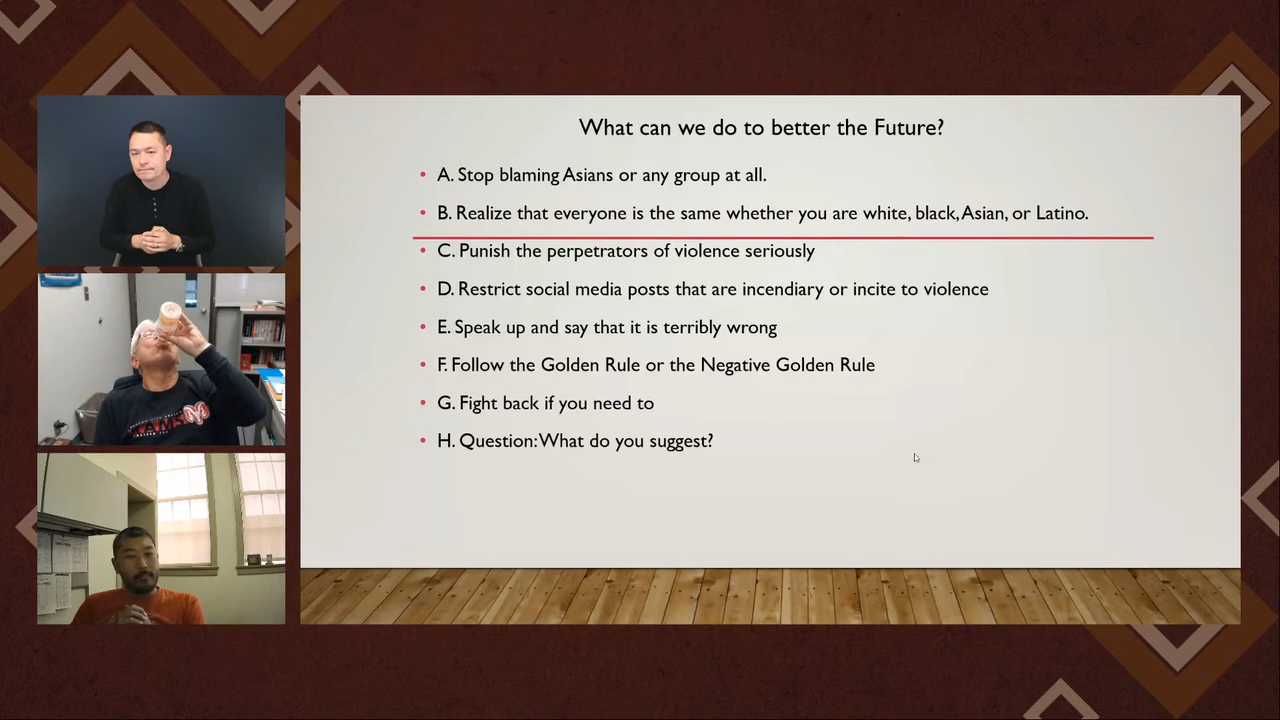 What can we do to better the Future?
• A. Stop blaming Asians or any group at all.
• B. Realize that everyone is the same whether you are white, black, Asian, or Latino.
• C. Punish the perpetrators of violence seriously
• D. Restrict social media posts that are incendiary or incite to violence
• E. Speak up and say that it is terribly wrong
• F. Follow the Golden Rule or the Negative Golden Rule
• G. Fight back if you need to
• H. Question: What do you suggest?
RAMS